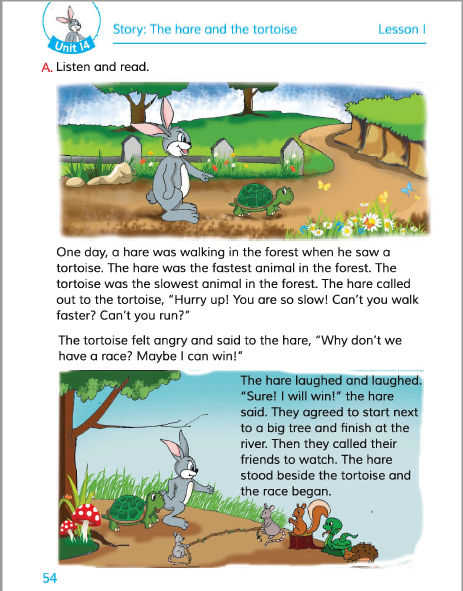 Story: The hare and the tortoise
Lesson 1
Unit 14
A. Listen and read.
One day, a hare was walking in the forest when he saw a
tortoise. The hare was the fastest animal in the forest. The
tortoise was the slowest animal in the forest. The hare called
out to the tortoise, “Hurry up! You are so slow! Can’t you walk
faster? Can’t you run?”
The tortoise felt angry and said to the hare, “Why don’t we
have a race? Maybe I can win!”
The hare laughed and laughed.
“Sure! I will win!” the hare
said. They agreed to start next
to a big tree and finish at the
river. Then they called their
friends to watch. The hare
stood beside the tortoise and
the race began.
54